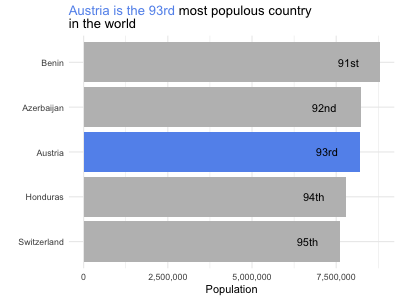 Austria is the 93rd most populous country
in the world
Benin
91st
Azerbaijan
92nd
Austria
93rd
Honduras
94th
Switzerland
95th
0 2,500,000 5,000,000 7,500,000
Population